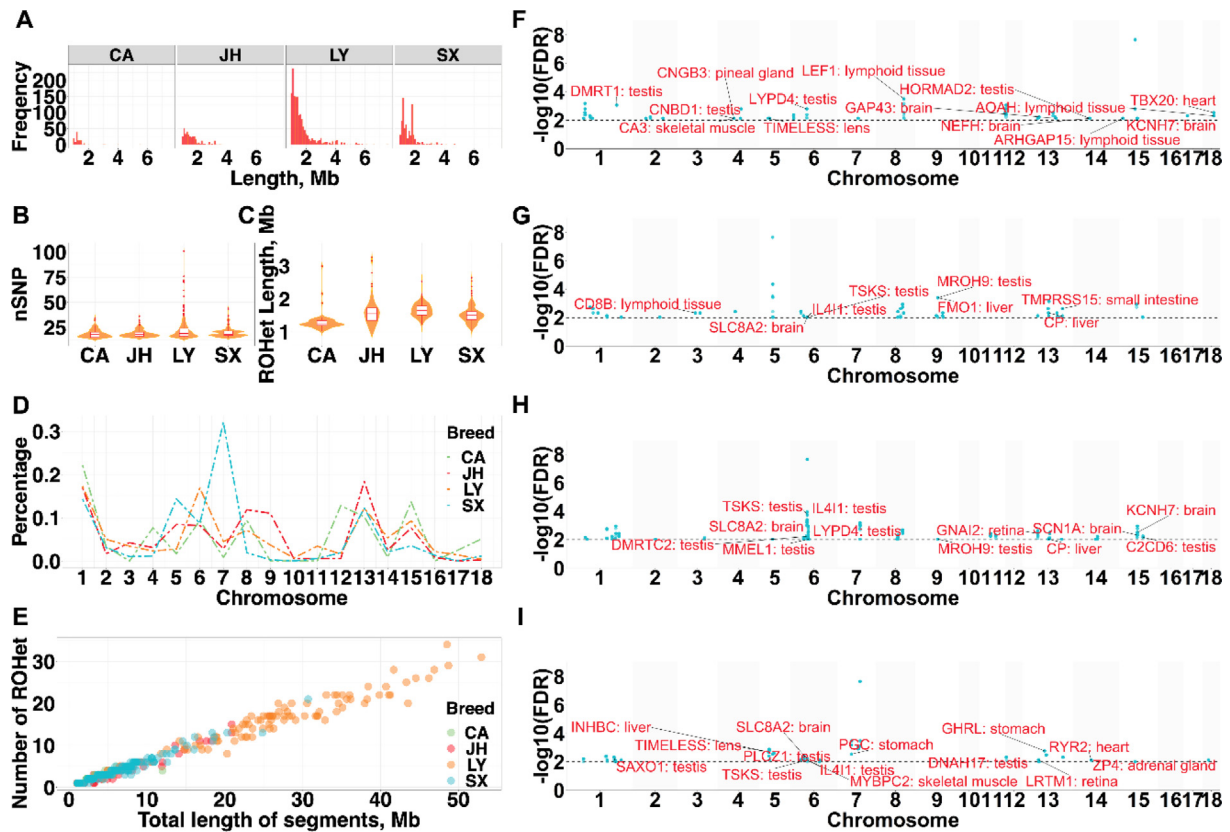 A
CA JH LY SX
Frequency
200
150
100
50
0
2 4 6 2 4 6 2 4 6 2 4 6
Length, Mb
B
nSNP
100
75
50
25
CA JH LY SX
C
ROHet Length, Mb
3
2
1
CA JH LY SX
D
Percentage
0.3
0.2
0.1
0.0
1 2 3 4 5 6 7 8 9 10 11 12 13 14 15 16 17 18
Chromosome
Breed
CA
JH
LY
SX
E
Number of ROHet
30
20
10
0
0 10 20 30 40 50
Total length of segments, Mb
Breed
CA
JH
LY
SX
F
-log10(FDR)
8
6
4
2
0
CNGB3: pineal gland LEF1: lymphoid tissue
DMRT1: testis HORMAD2: testis
CNBD1: testis LYPD4: testis GAP43: brain AOAH: lymphoid tissue TBX20: heart
CA3: skeletal muscle TIMELESS: lens NEFH: brain KCNH7: brain
ARHGAP15: lymphoid tissue
1 2 3 4 5 6 7 8 9 10 11 12 13 14 15 16 17 18
Chromosome
G
-log10(FDR)
8
6
4
2
0
TSKS: testis MROH9: testis
CD8B: lymphoid tissue IL4I1: testis FMO1: liver TMPRSS15: small intestine
SLC8A2: brain CP: liver
1 2 3 4 5 6 7 8 9 10 11 12 13 14 15 16 17 18
Chromosome
H
-log10(FDR)
8
6
4
2
0
TSKS: testis IL4I1: testis KCNH7: brain
SLC8A2: brain LYPD4: testis GNAI2: retina SCN1A: brain
DMRTC2: testis MMEL1: testis MROH9: testis CP: liver C2CD6: testis
1 2 3 4 5 6 7 8 9 10 11 12 13 14 15 16 17 18
Chromosome
I
-log10(FDR)
8
6
4
2
0
INHBC: liver SLC8A2: brain GHRL: stomach
TIMELESS: lens PLCZ1: testis PGC: stomach RYR2: heart
SAXO1: testis TSKS: testis IL4I1: testis DNAH17: testis ZP4: adrenal gland
MYBPC2: skeletal muscle LRTM1: retina
1 2 3 4 5 6 7 8 9 10 11 12 13 14 15 16 17 18
Chromosome